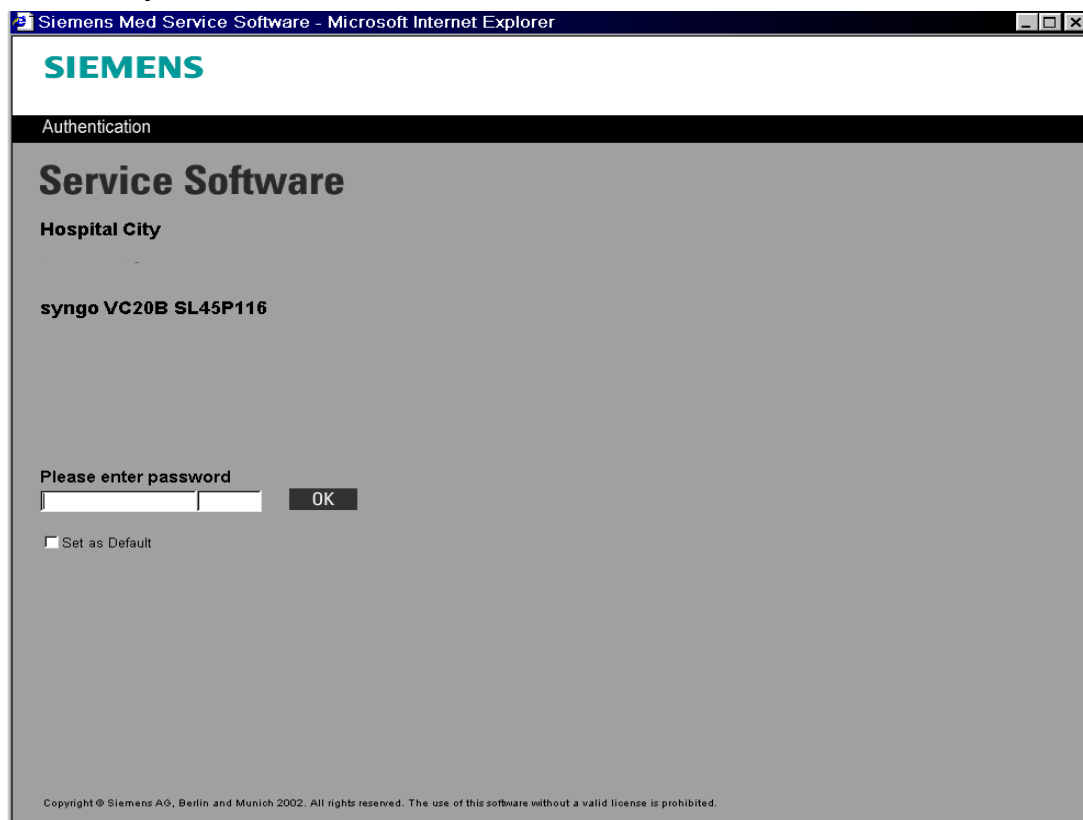 Siemens Med Service Software - Microsoft Internet Explorer
SIEMENS
Authentication
Service Software
Hospital City
syngo VC20B SL45P116
Please enter password
OK
Set as Default
Copyright © Siemens AG, Berlin and Munich 2002. All rights reserved. The use of this software without a valid license is prohibited.